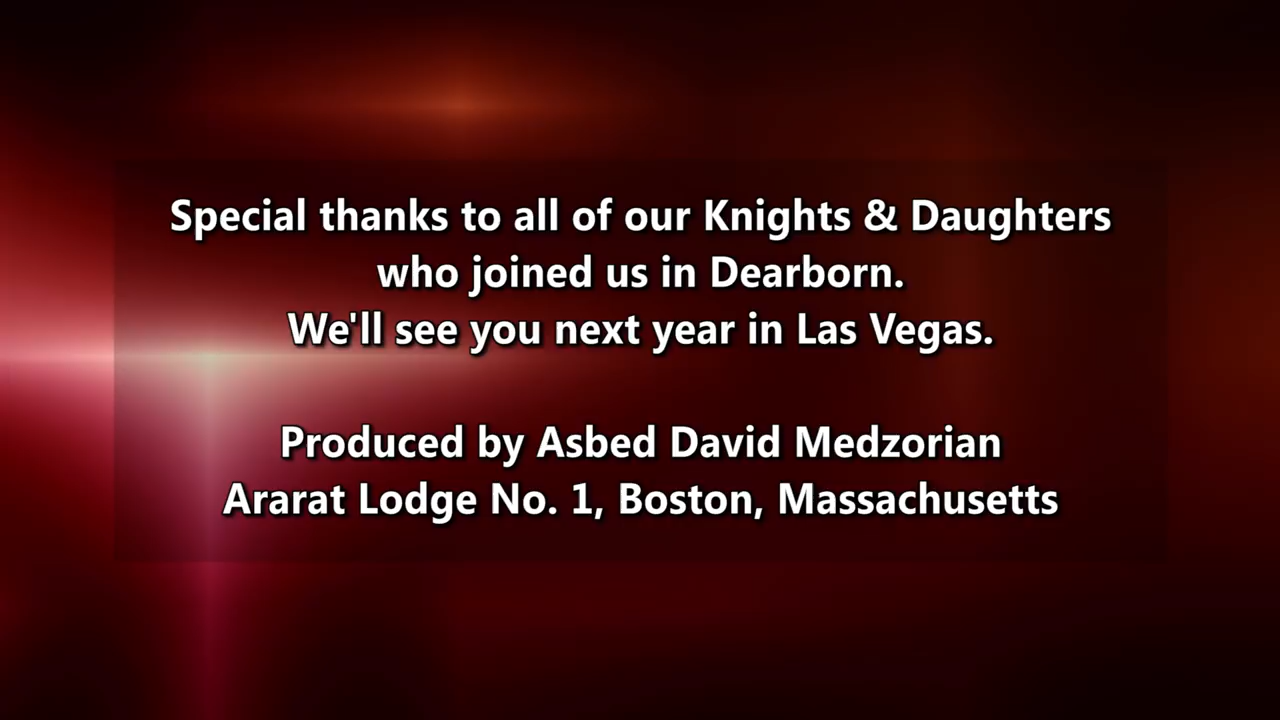 Special thanks to all of our Knights & Daughters
who joined us in Dearborn.
We'll see you next year in Las Vegas.
Produced by Asbed David Medzorian
Ararat Lodge No. 1, Boston, Massachusetts